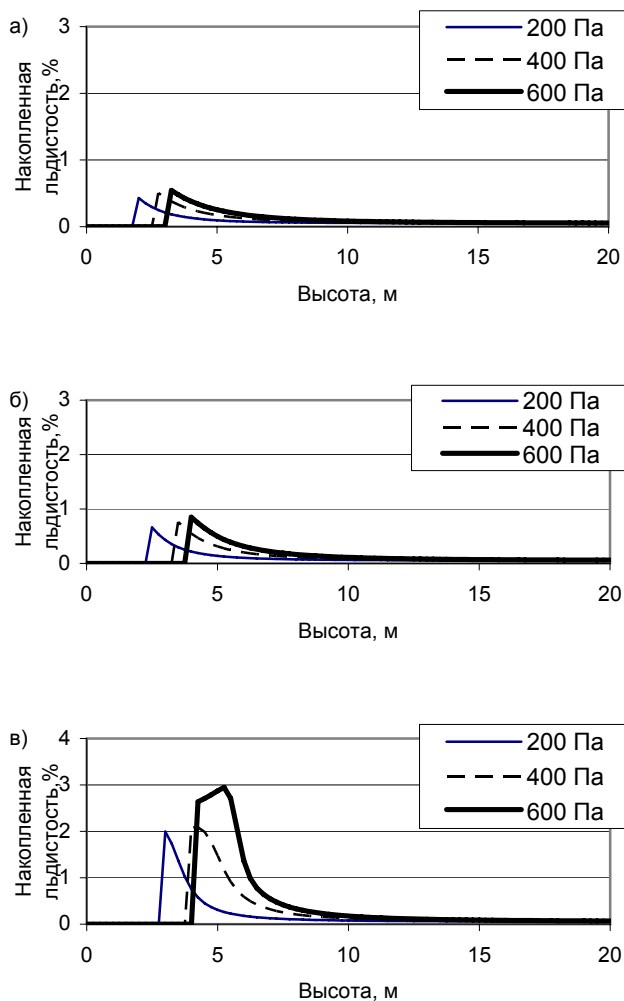 а)
Накопленная
льдистость,%
3
2
1
0
0 5 10 15 20
Высота, м
200 Па
400 Па
600 Па
б)
Накопленная
льдистость,%
3
2
1
0
0 5 10 15 20
Высота, м
200 Па
400 Па
600 Па
в)
Накопленная
льдистость,%
4
3
2
1
0
0 5 10 15 20
Высота, м
200 Па
400 Па
600 Па